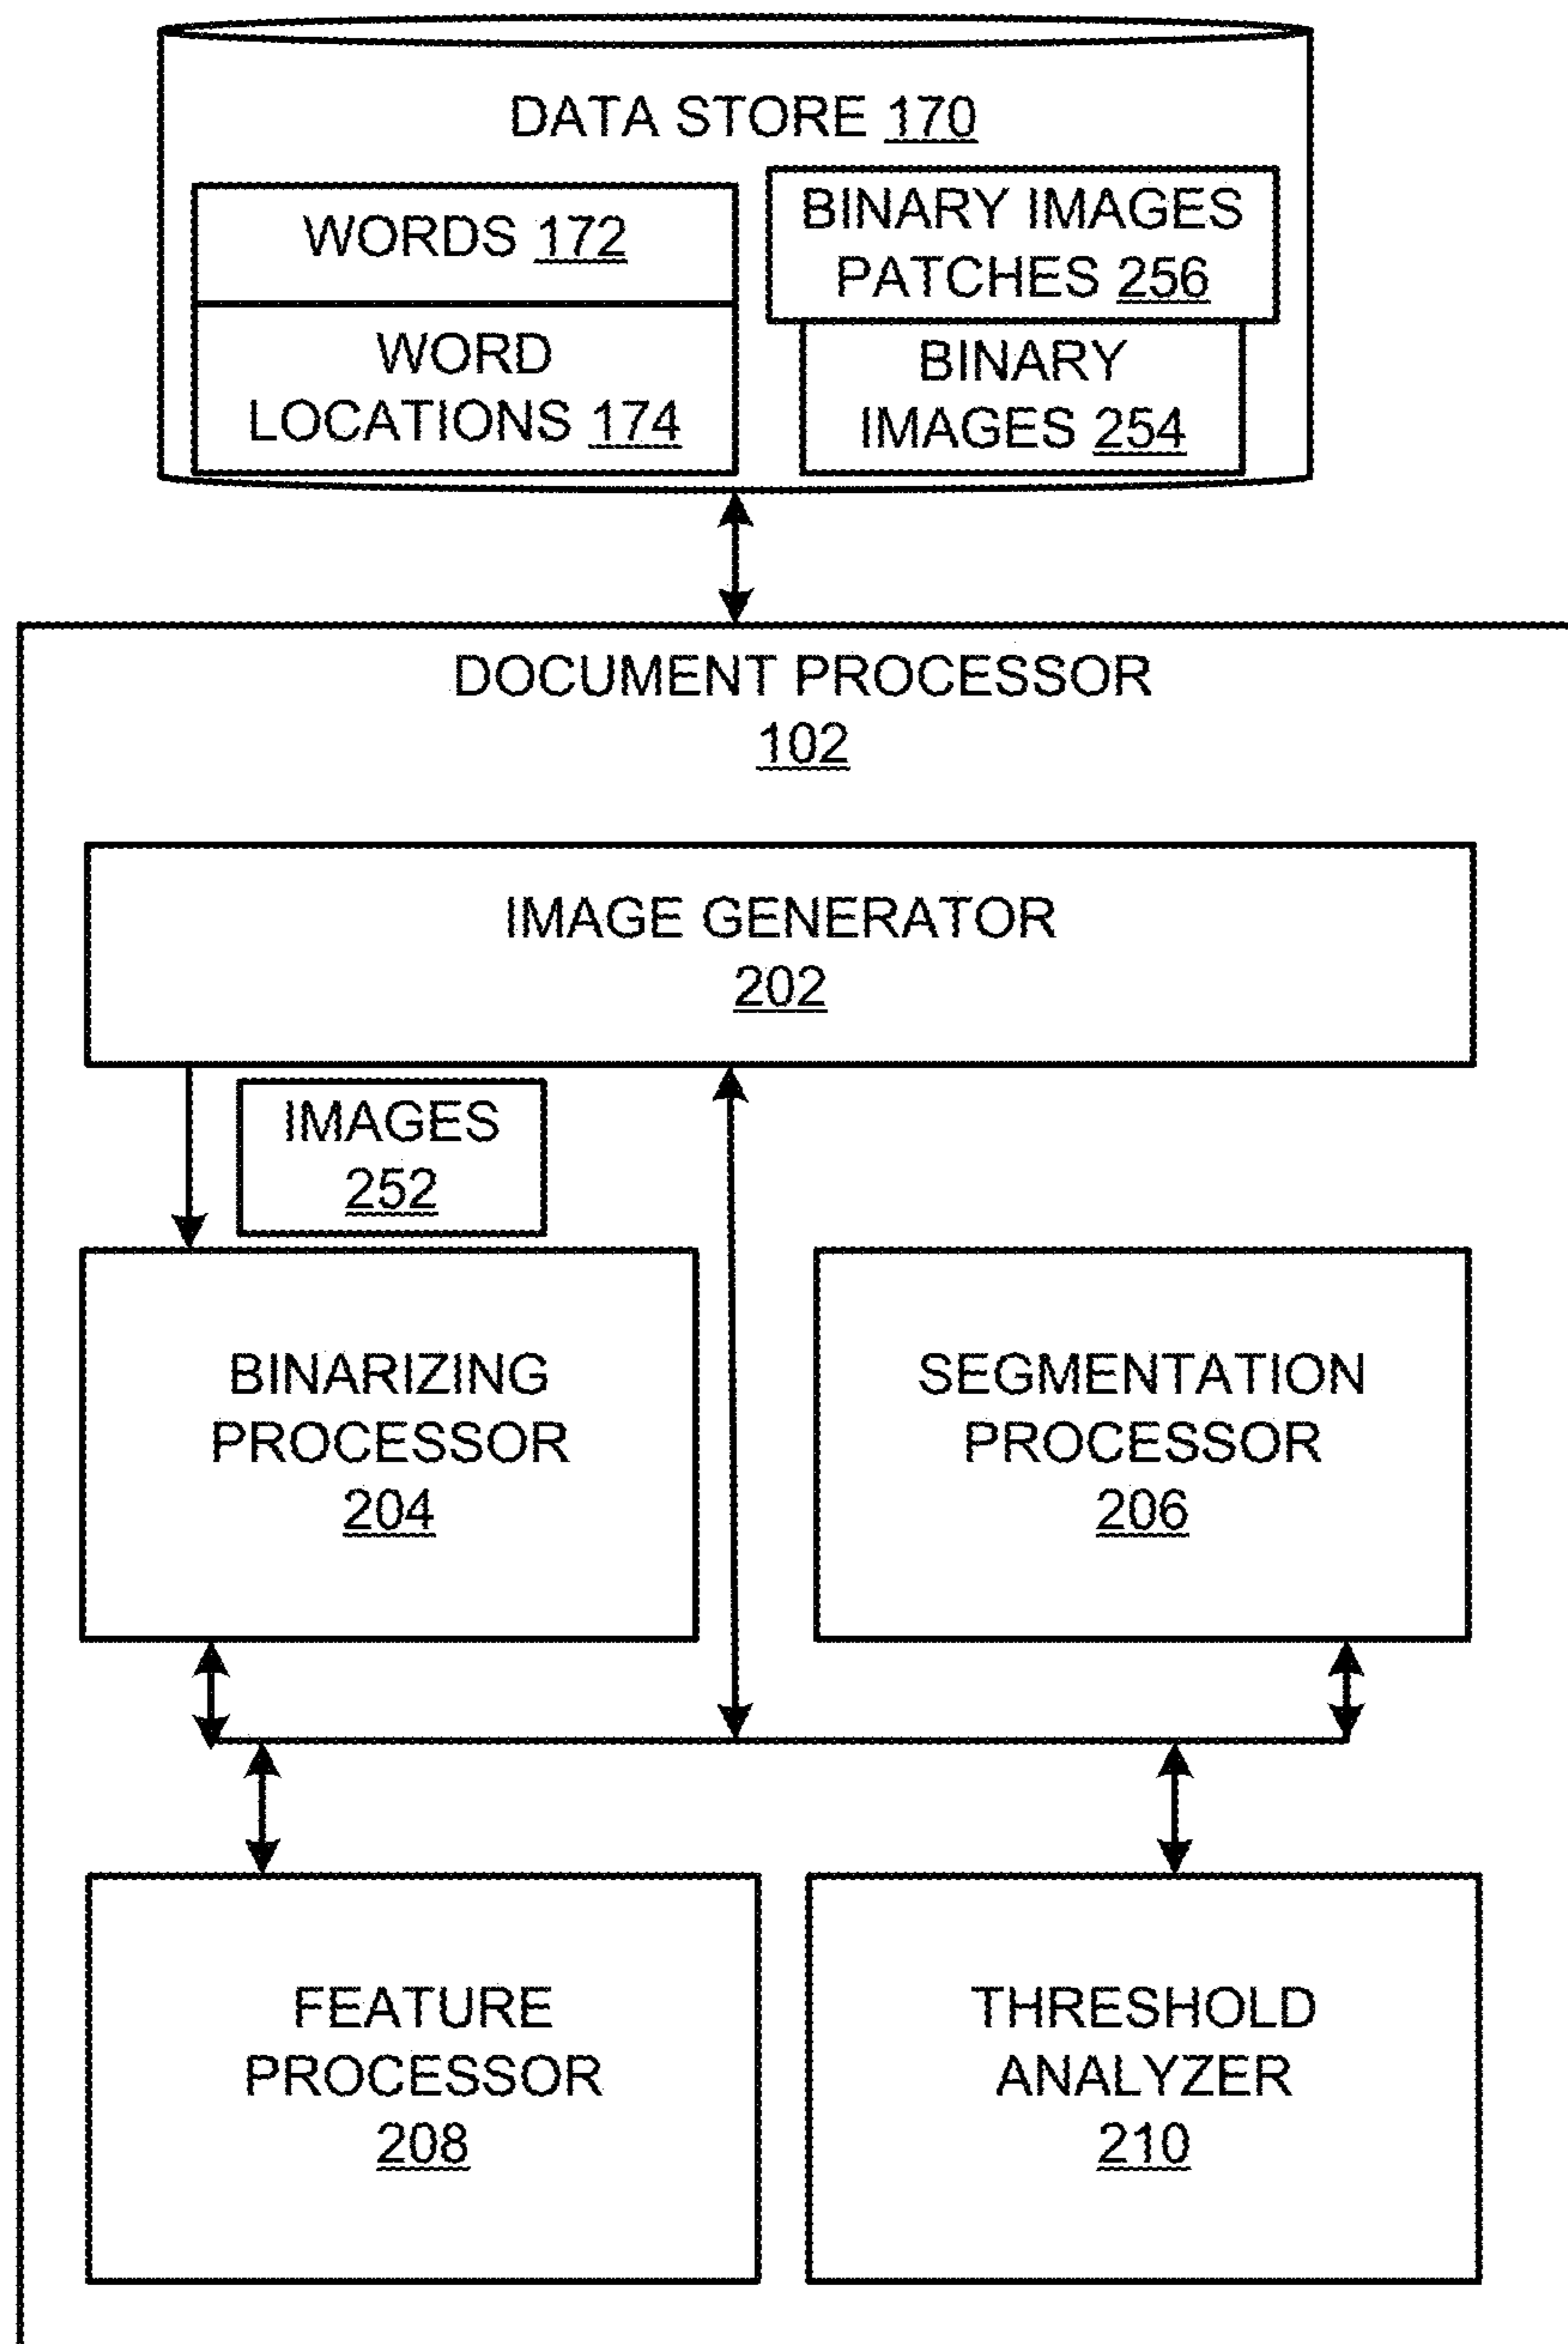 DATA STORE 170
WORDS 172
WORD
LOCATIONS 174
BINARY IMAGES
PATCHES 256
BINARY
IMAGES 254
DOCUMENT PROCESSOR
102
IMAGE GENERATOR
202
IMAGES
252
BINARIZING
PROCESSOR
204
SEGMENTATION
PROCESSOR
206
FEATURE
PROCESSOR
208
THRESHOLD
ANALYZER
210